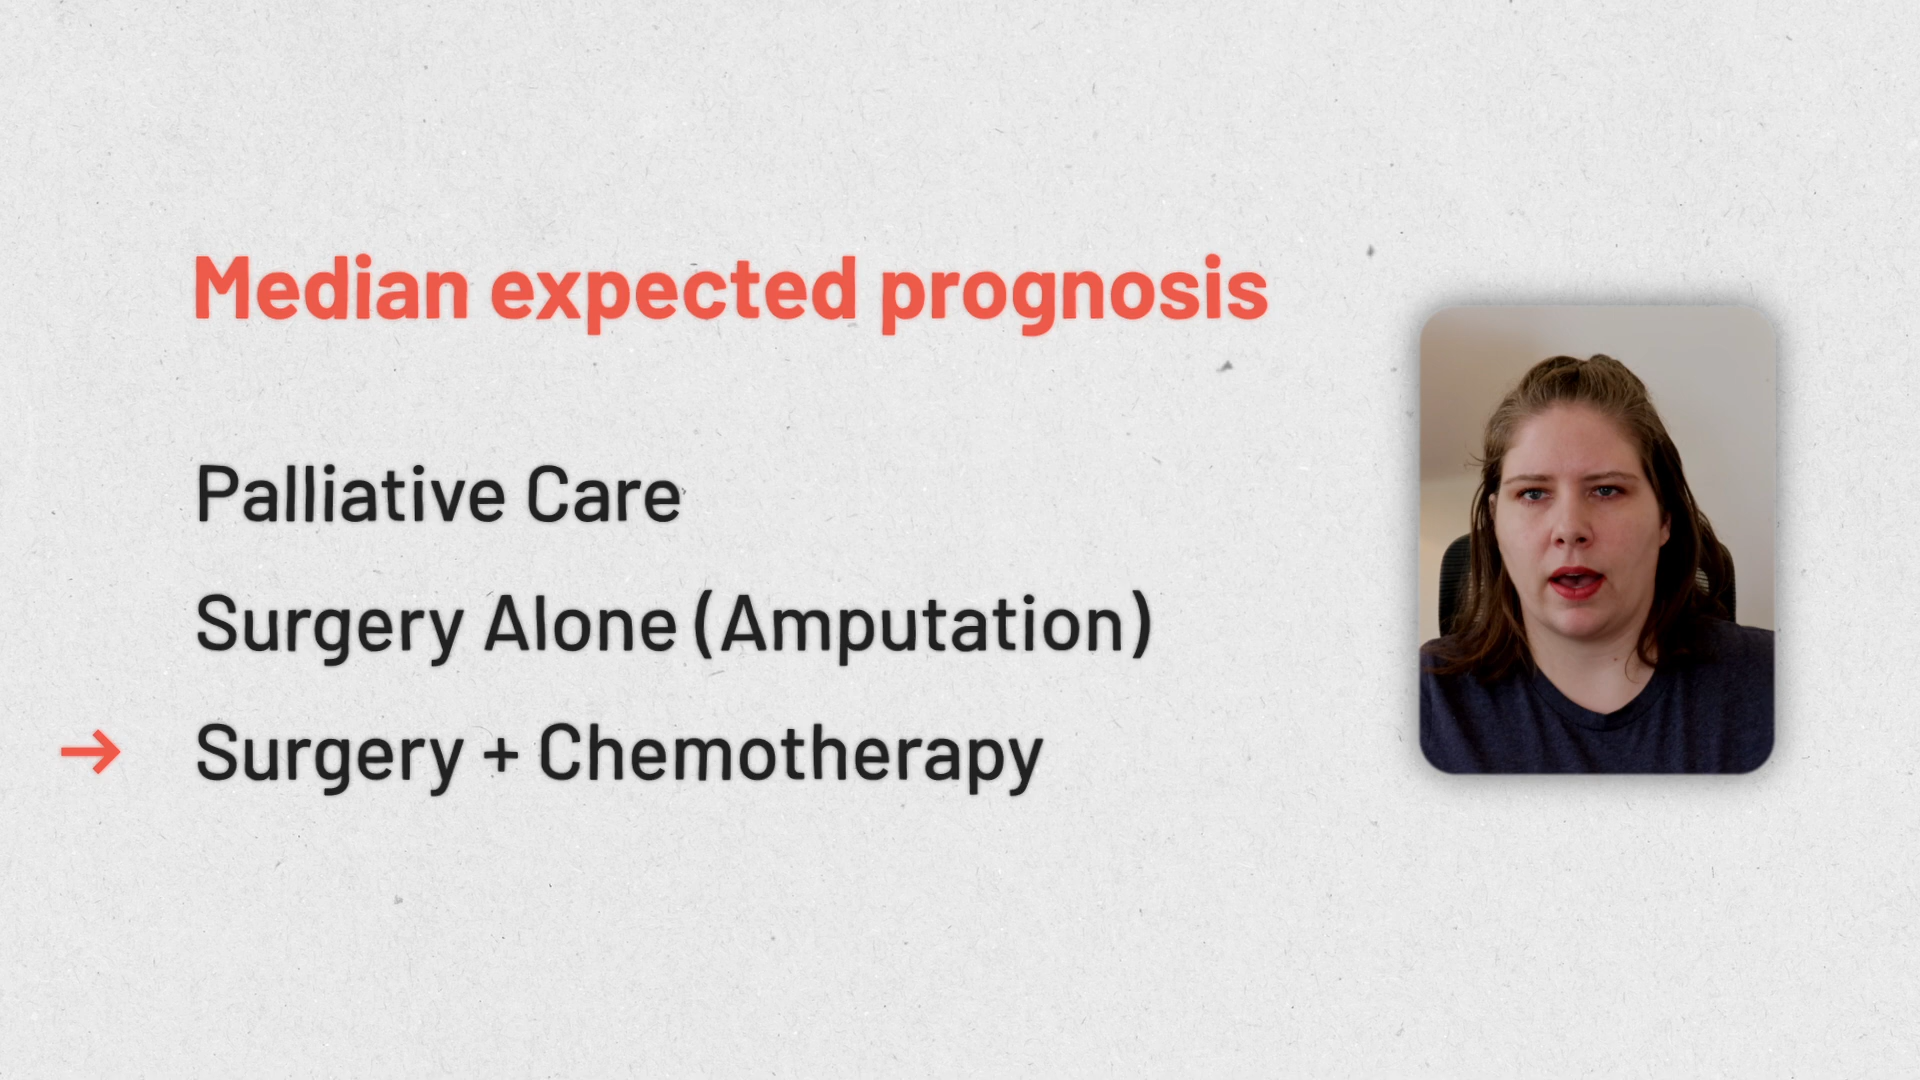 Median expected prognosis
Palliative Care
Surgery Alone (Amputation)
→ Surgery + Chemotherapy